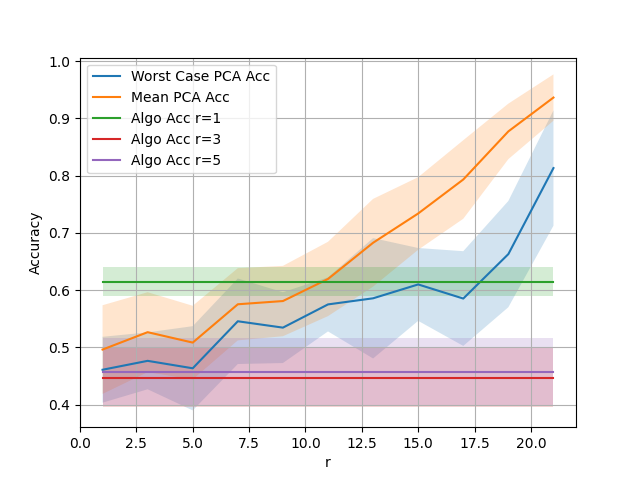 Worst Case PCA Acc
Mean PCA Acc
Algo Acc r=1
Algo Acc r=3
Algo Acc r=5
1.0
0.9
0.8
0.7
0.6
0.5
0.4
Accuracy
0.0 2.5 5.0 7.5 10.0 12.5 15.0 17.5 20.0
r